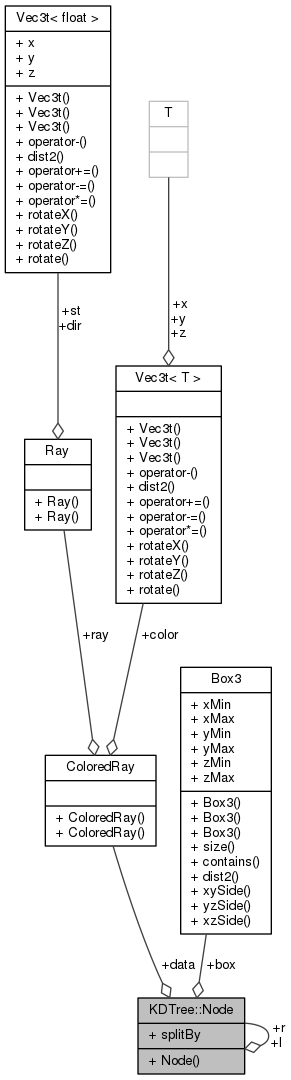 Vec3t< float >
+ x
+ y
+ z
+ Vec3t()
+ Vec3t()
+ Vec3t()
+ operator-()
+ dist2()
+ operator+=()
+ operator-=()
+ operator*=()
+ rotateX()
+ rotateY()
+ rotateZ()
+ rotate()
T
+st
+dir
+x
+y
+z
Vec3t< T >
+ Vec3t()
+ Vec3t()
+ Vec3t()
+ operator-()
+ dist2()
+ operator+=()
+ operator-=()
+ operator*=()
+ rotateX()
+ rotateY()
+ rotateZ()
+ rotate()
Ray
+ Ray()
+ Ray()
+ray
+color
Box3
+ xMin
+ xMax
+ yMin
+ yMax
+ zMin
+ zMax
+ Box3()
+ Box3()
+ Box3()
+ size()
+ contains()
+ dist2()
+ xySide()
+ yzSide()
+ xzSide()
ColoredRay
+ ColoredRay()
+ ColoredRay()
+data
+box
KDTree::Node
+ splitBy
+ Node()
+r
+l